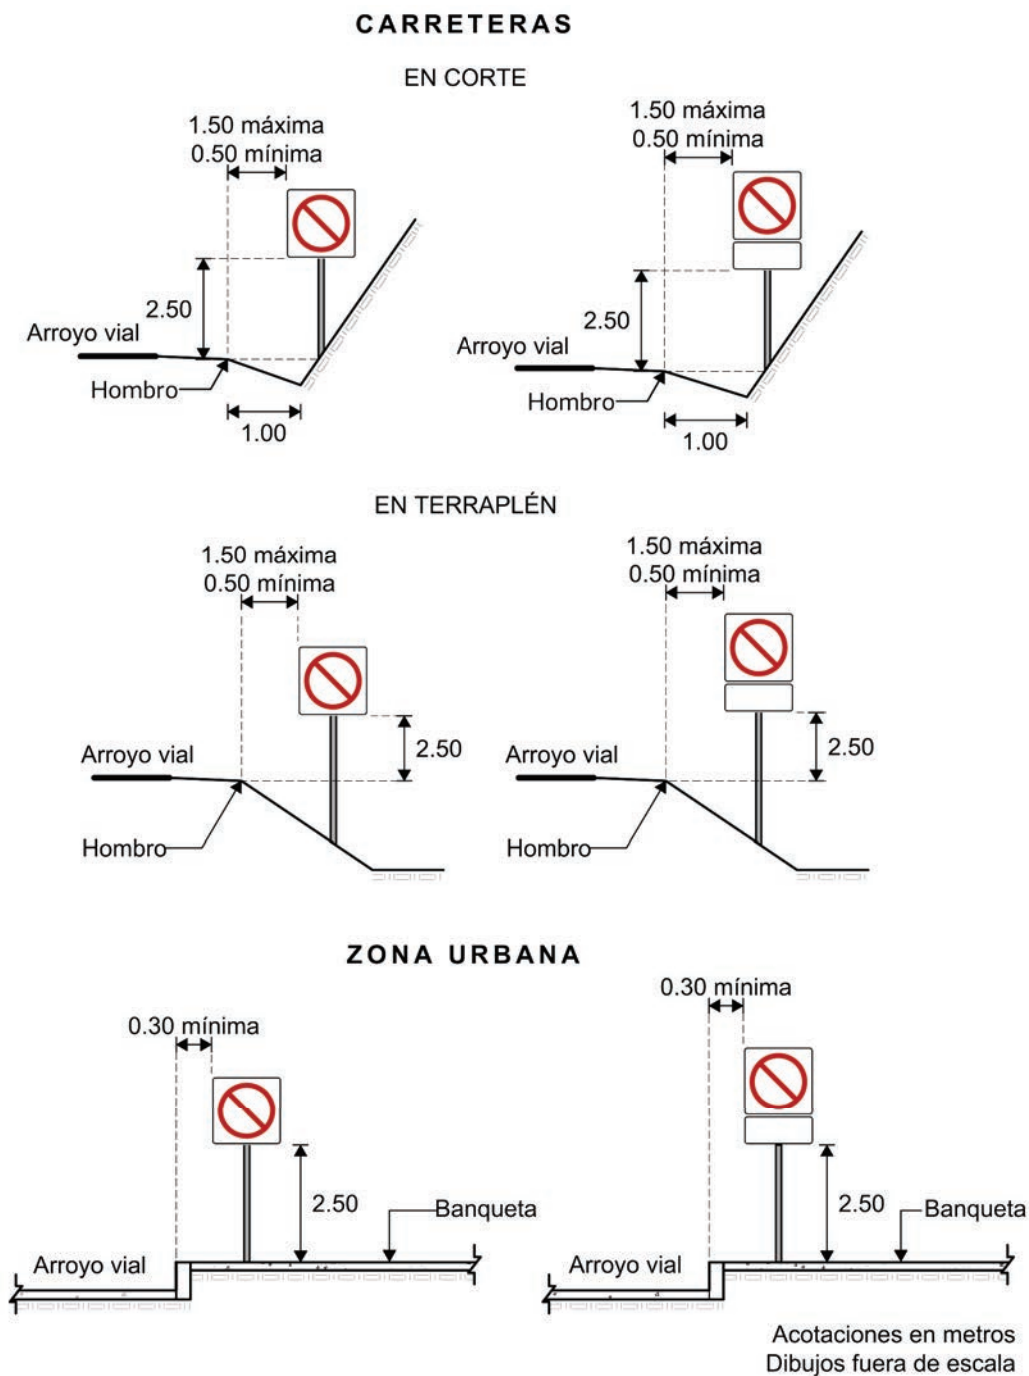 CARRETERAS
EN CORTE
1.50 máxima
0.50 mínima
2.50
Arroyo vial
Hombro
1.00
1.50 máxima
0.50 mínima
2.50
Arroyo vial
Hombro
1.00
EN TERRAPLÉN
1.50 máxima
0.50 mínima
2.50
Arroyo vial
Hombro
1.50 máxima
0.50 mínima
2.50
Arroyo vial
Hombro
ZONA URBANA
0.30 mínima
2.50
Banqueta
Arroyo vial
0.30 mínima
2.50
Banqueta
Arroyo vial
Acotaciones en metros
Dibujos fuera de escala